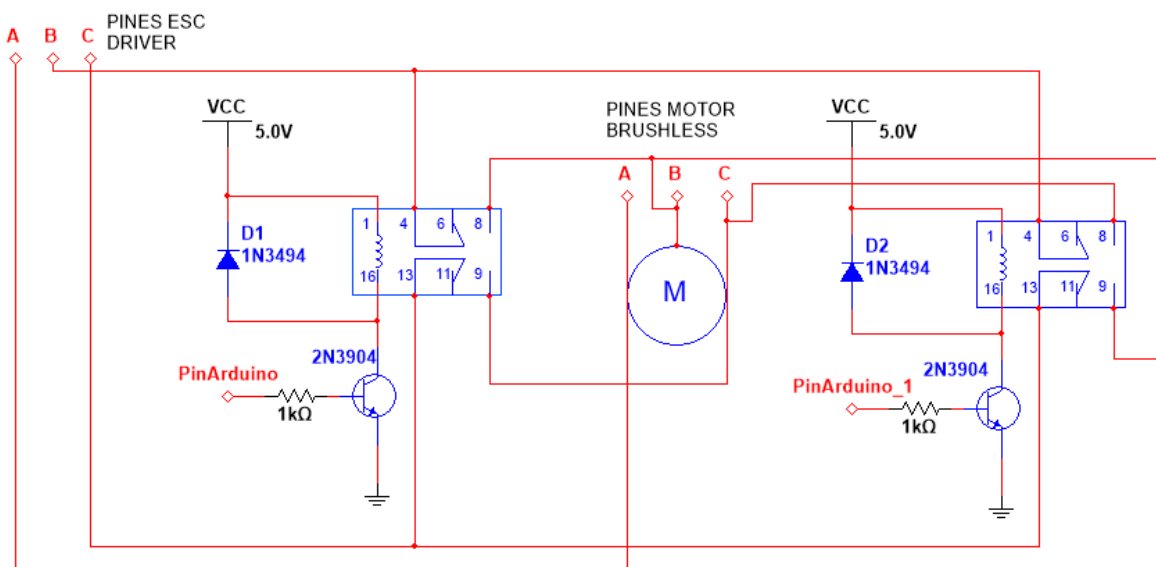 PINES ESC
DRIVER
A B C
VCC
5.0V
PINES MOTOR
BRUSHLESS
VCC
5.0V
A B C
D1
1N3494
1 4 6 8
16 13 11 9
M
D2
1N3494
1 4 6 8
16 13 11 9
2N3904
PinArduino
1kΩ
2N3904
PinArduino_1
1kΩ